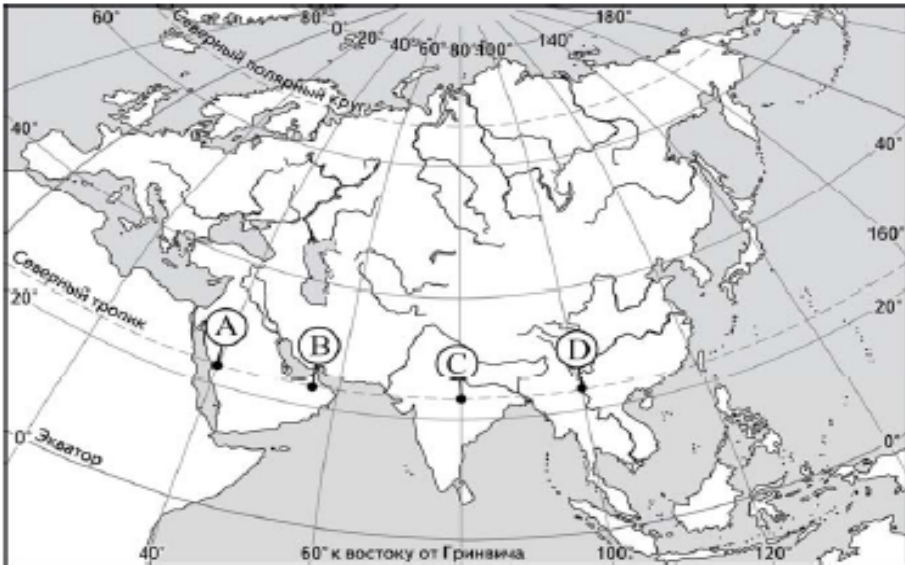 60° 80° 0° 20° 40° 60° 80° 100° 140° 180°
Северный полярный круг
40° 40°
160°
Северный тропик
20° 20°
A B C D
0° 0°
Экватор
40° 60° к востоку от Гринвича 100° 120°